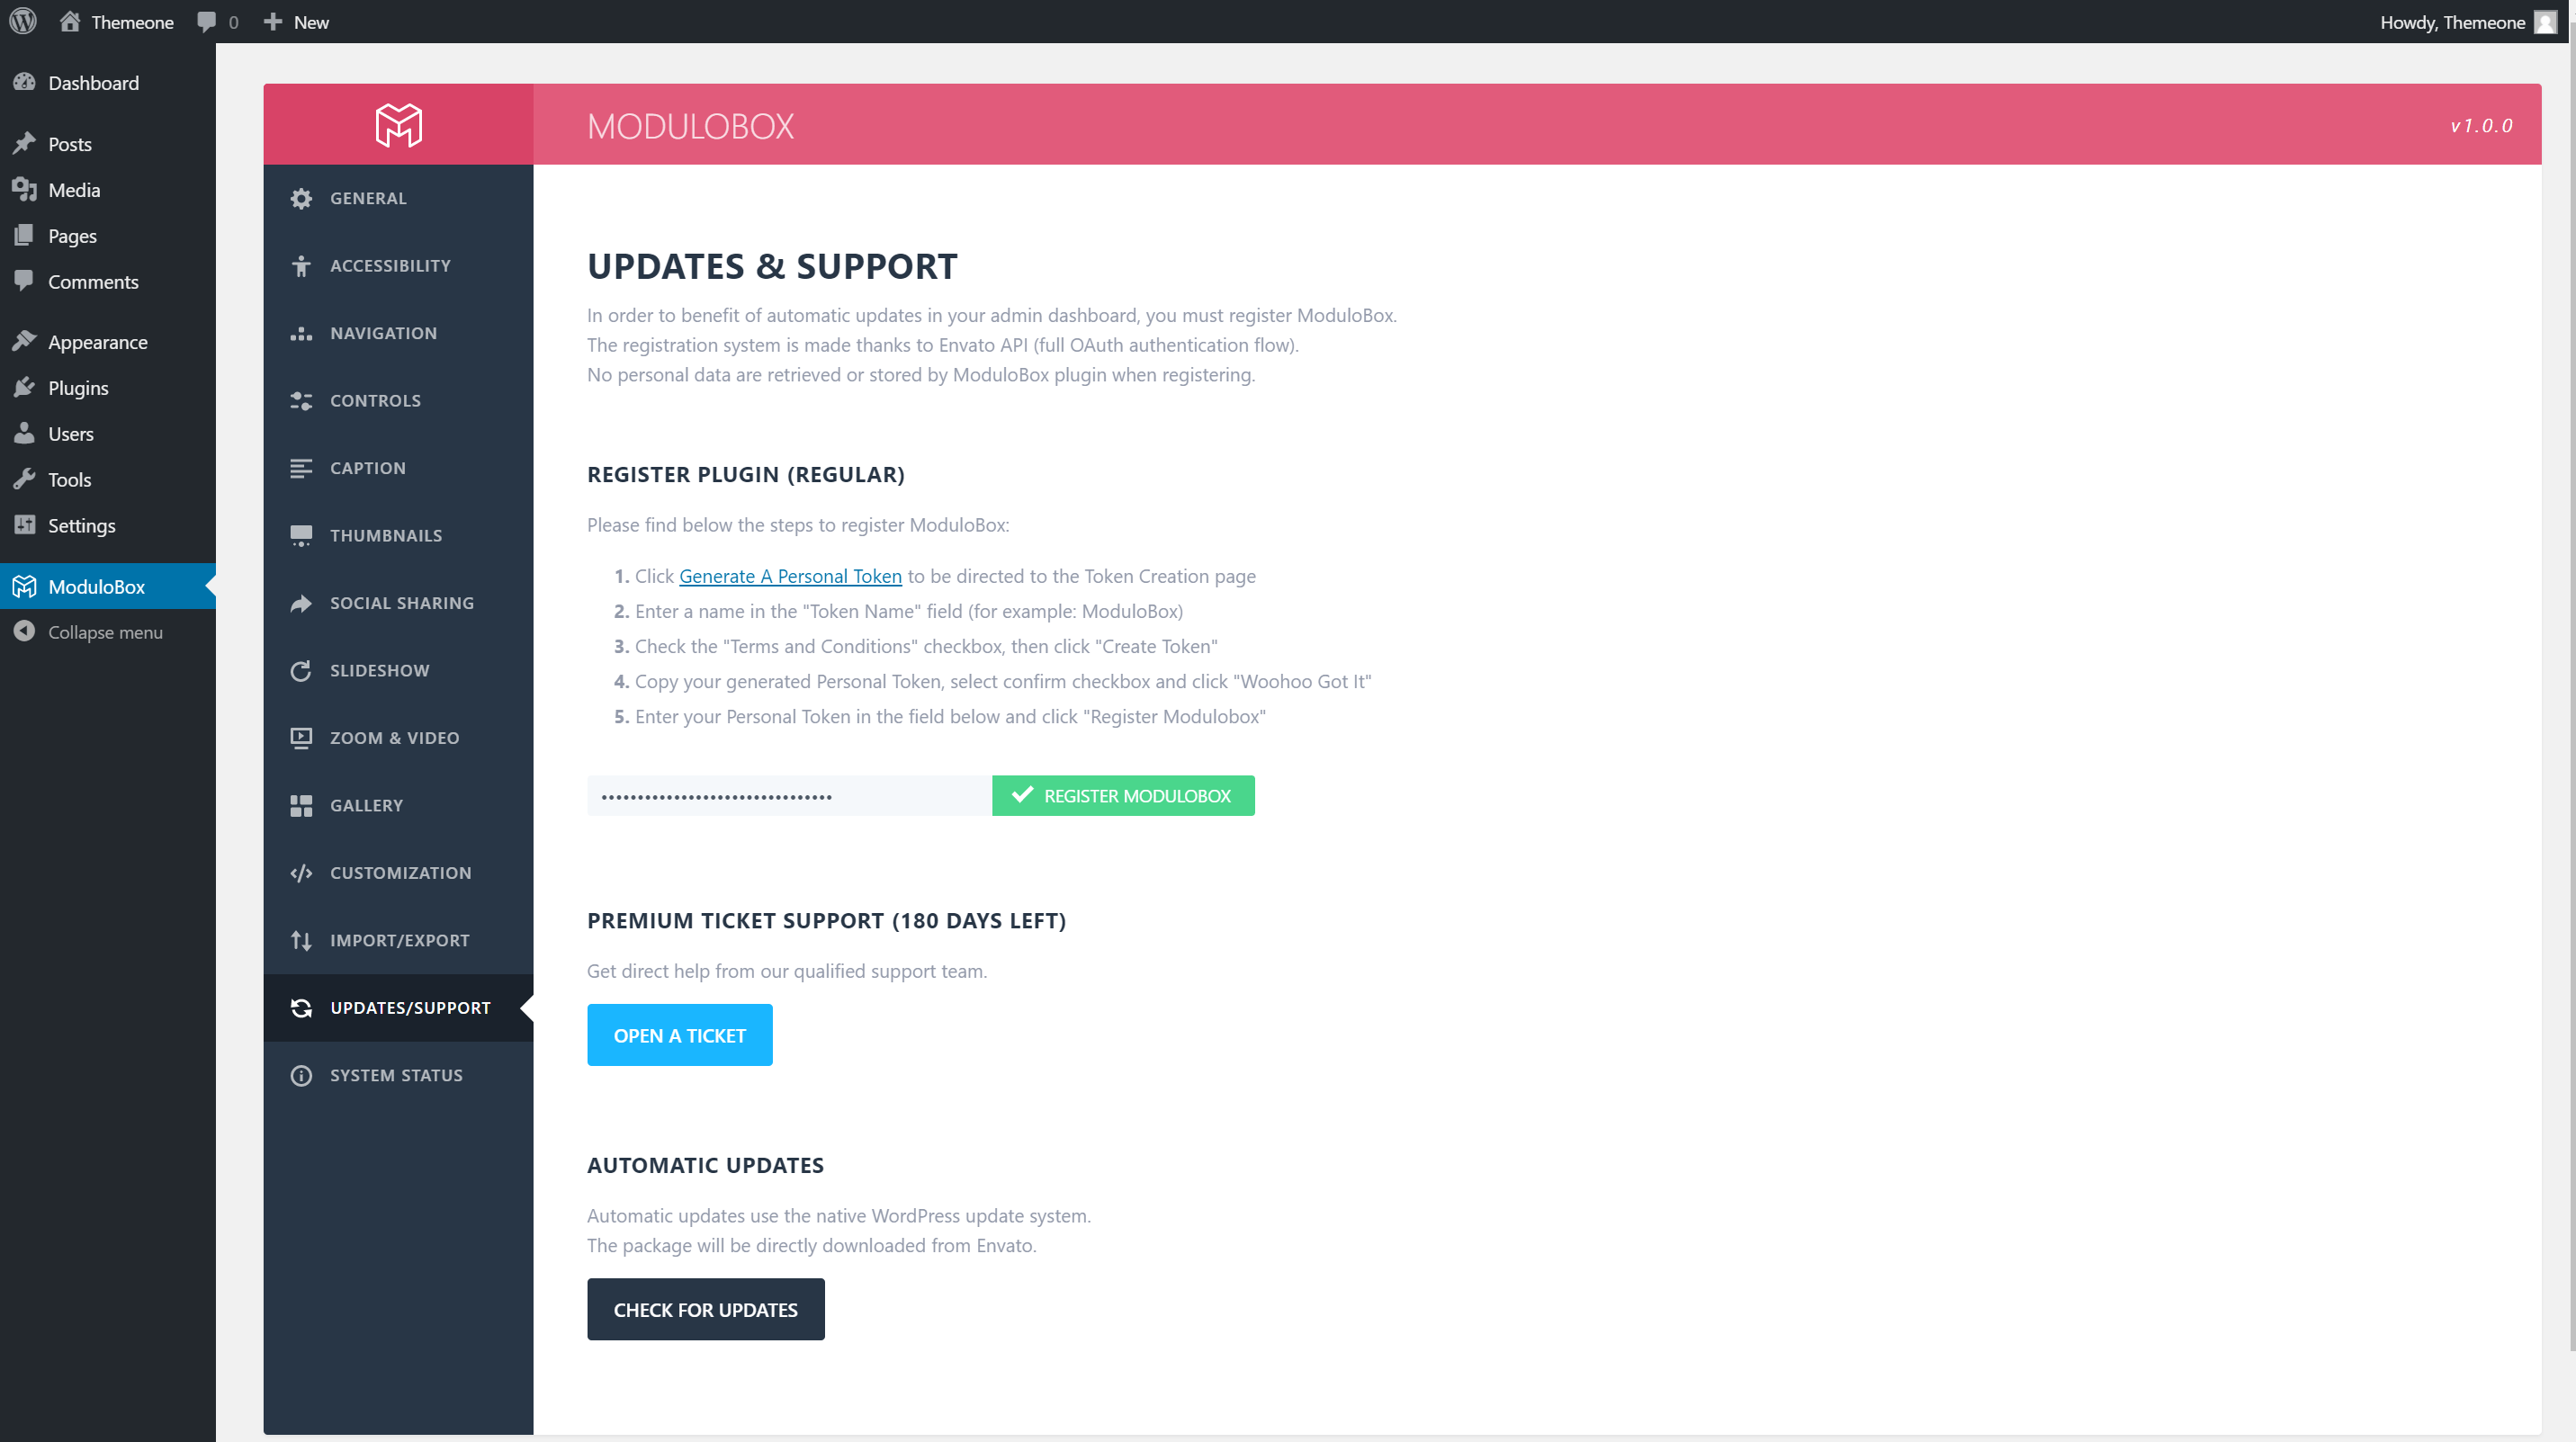 Themeone
0
New
Howdy, Themeone
Dashboard
Posts
Media
Pages
Comments
Appearance
Plugins
Users
Tools
Settings
ModuloBox
Collapse menu
MODULOBOX
v1.0.0
GENERAL
ACCESSIBILITY
NAVIGATION
CONTROLS
CAPTION
THUMBNAILS
SOCIAL SHARING
SLIDESHOW
ZOOM & VIDEO
GALLERY
CUSTOMIZATION
IMPORT/EXPORT
UPDATES/SUPPORT
SYSTEM STATUS
UPDATES & SUPPORT
In order to benefit of automatic updates in your admin dashboard, you must register ModuloBox.
The registration system is made thanks to Envato API (full OAuth authentication flow).
No personal data are retrieved or stored by ModuloBox plugin when registering.
REGISTER PLUGIN (REGULAR)
Please find below the steps to register ModuloBox:
1. Click Generate A Personal Token to be directed to the Token Creation page
2. Enter a name in the "Token Name" field (for example: ModuloBox)
3. Check the "Terms and Conditions" checkbox, then click "Create Token"
4. Copy your generated Personal Token, select confirm checkbox and click "Woohoo Got It"
5. Enter your Personal Token in the field below and click "Register Modulobox"
REGISTER MODULOBOX
PREMIUM TICKET SUPPORT (180 DAYS LEFT)
Get direct help from our qualified support team.
OPEN A TICKET
AUTOMATIC UPDATES
Automatic updates use the native WordPress update system.
The package will be directly downloaded from Envato.
CHECK FOR UPDATES